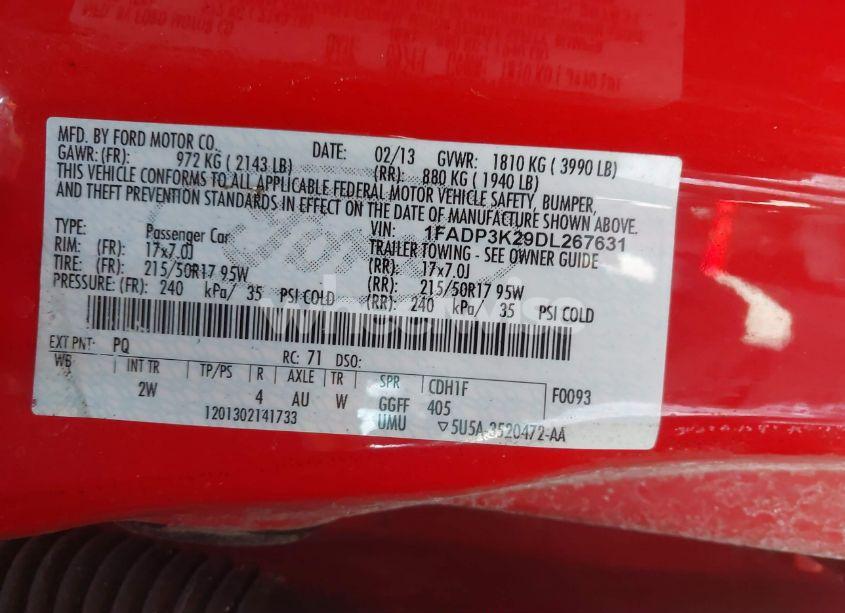 MFD. BY FORD MOTOR CO. DATE: 02/13 GVWR: 1810 KG ( 3990 LB)
GAWR: (FR): 972 KG ( 2143 LB) (RR): 880 KG ( 1940 LB)
THIS VEHICLE CONFORMS TO ALL APPLICABLE FEDERAL MOTOR VEHICLE SAFETY, BUMPER,
AND THEFT PREVENTION STANDARDS IN EFFECT ON THE DATE OF MANUFACTURE SHOWN ABOVE.
VIN: 1FADP3K29DL267631
TYPE: Passenger Car TRAILER TOWING - SEE OWNER GUIDE
RIM: (FR): 17x7.0J (RR): 17x7.0J
TIRE: (FR): 215/50R17 95W (RR): 215/50R17 95W
PRESSURE: (FR): 240 kPa/ 35 PSI COLD (RR): 240 kPa/ 35 PSI COLD
wheelwise
EXT PNT: PQ RC: 71 DSO:
WB INT TR TP/PS R AXLE TR SPR CDH1F F0093
2W 4 AU W GGFF 405
1201302141733 UMU ▽5U5A-3520472-AA